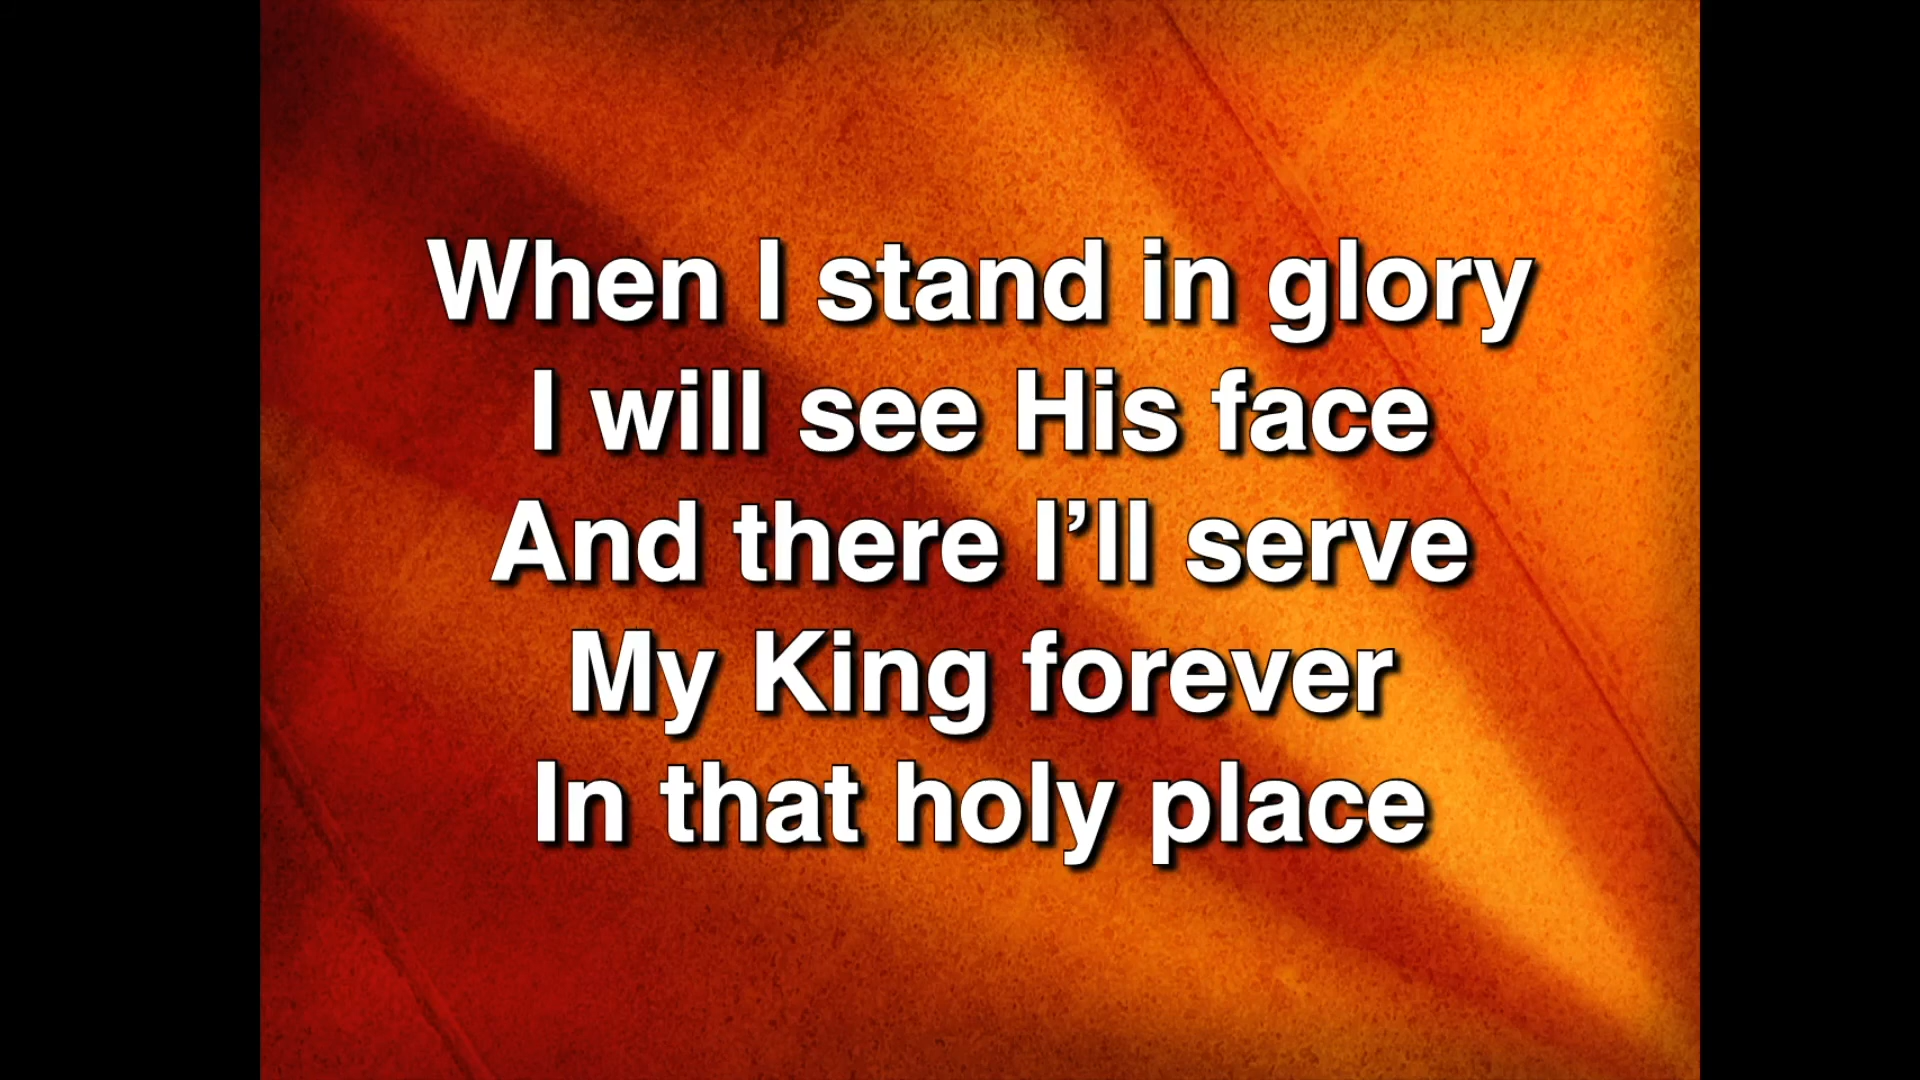 When I stand in glory
I will see His face
And there I’ll serve
My King forever
In that holy place